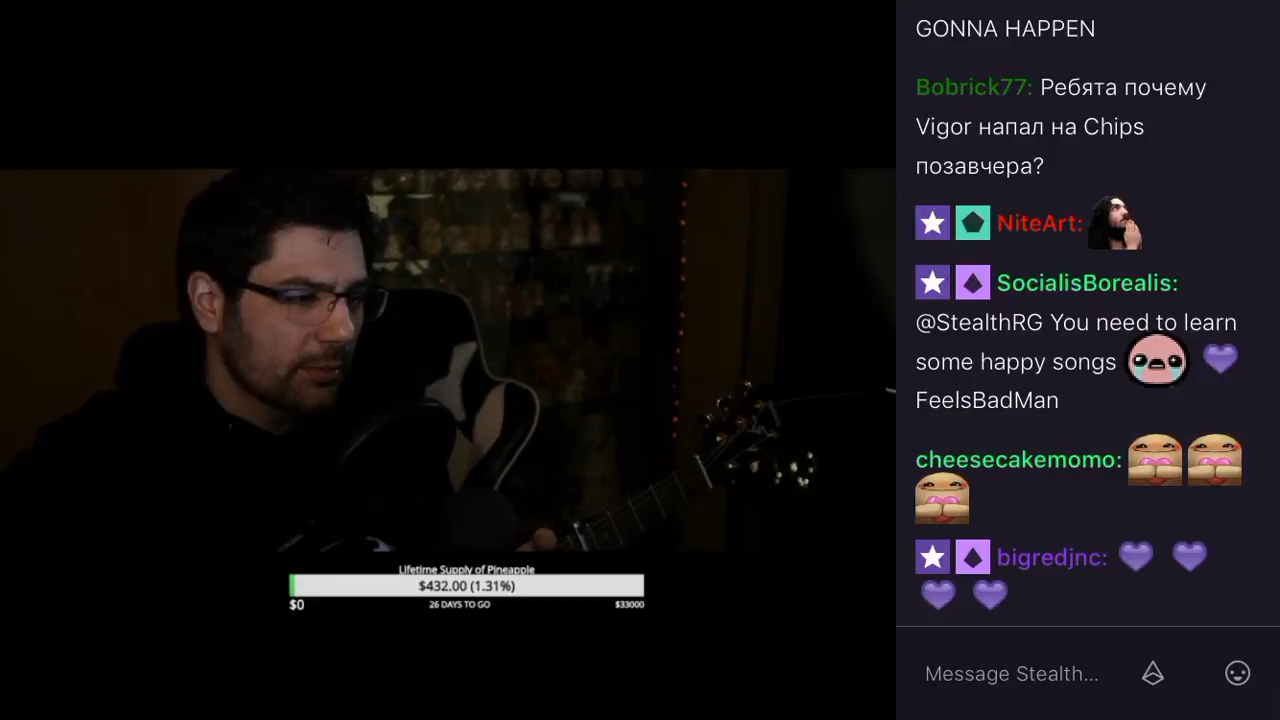 GONNA HAPPEN
Bobrick77: Ребята почему
Vigor напал на Chips
позавчера?
NiteArt:
SocialisBorealis:
@StealthRG You need to learn
some happy songs
FeelsBadMan
cheesecakemomo:
bigredjnc:
Message Stealth...
Lifetime Supply of Pineapple
$432.00 (1.31%)
$0 26 DAYS TO GO $33000